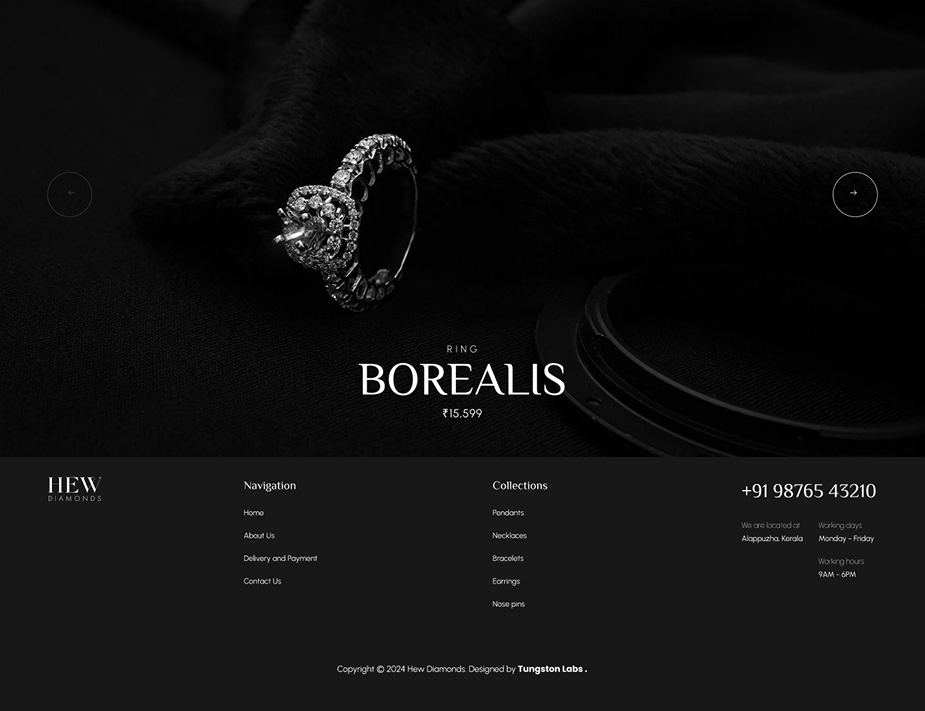 RING
BOREALIS
₹15,599
HEW
DIAMONDS
Navigation
Home
About Us
Delivery and Payment
Contact Us
Collections
Pendants
Necklaces
Bracelets
Earrings
Nose pins
+91 98765 43210
We are located at
Alappuzha, Kerala
Working days
Monday - Friday
Working hours
9AM - 6PM
Copyright © 2024 Hew Diamonds. Designed by Tungston Labs .